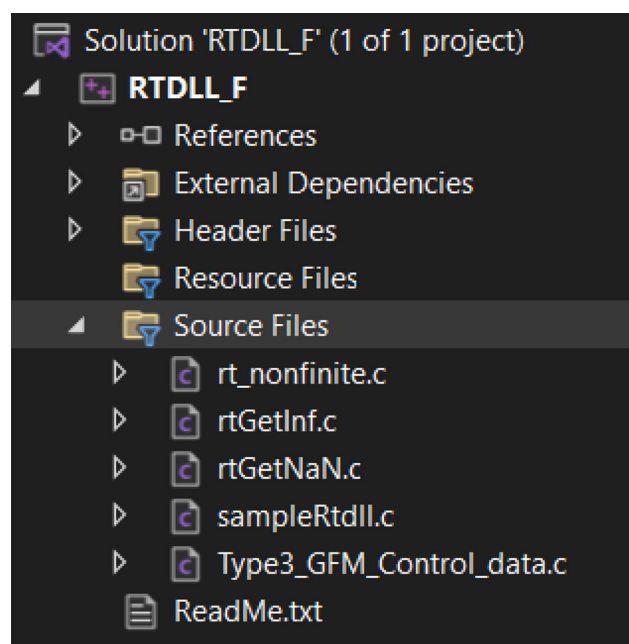 Solution 'RTDLL_F' (1 of 1 project)
RTDLL_F
References
External Dependencies
Header Files
Resource Files
Source Files
rt_nonfinite.c
rtGetInf.c
rtGetNaN.c
sampleRtdll.c
Type3_GFM_Control_data.c
ReadMe.txt